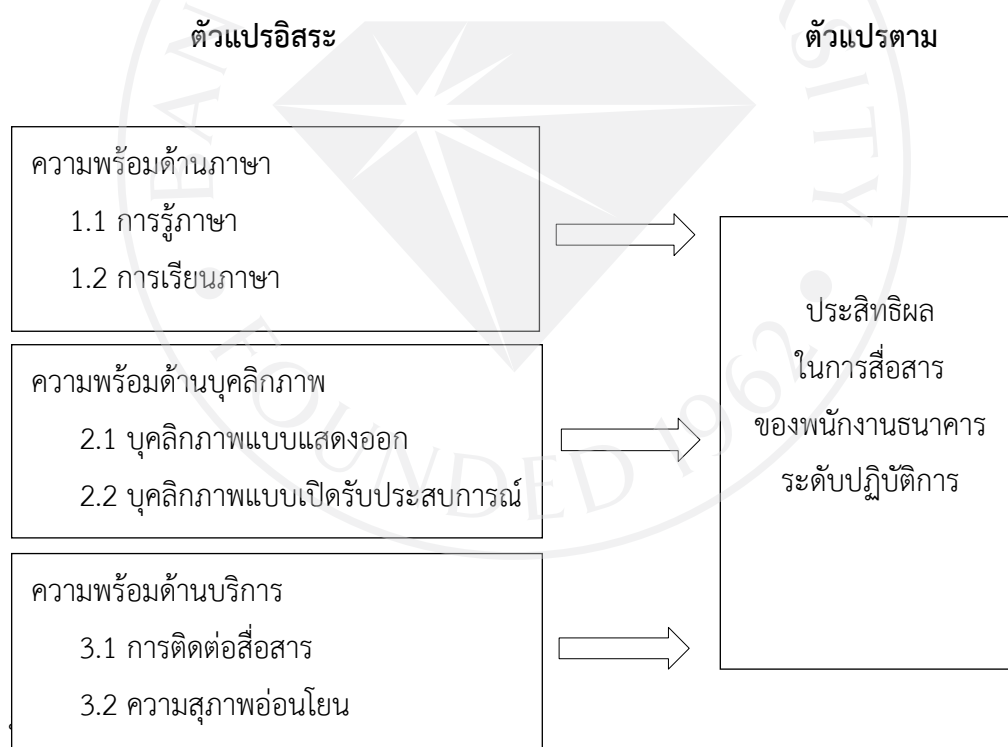 ตัวแปรอิสระ
ตัวแปรตาม
ความพร้อมด้านภาษา
1.1 การรู้ภาษา
1.2 การเรียนภาษา
ความพร้อมด้านบุคลิกภาพ
2.1 บุคลิกภาพแบบแสดงออก
2.2 บุคลิกภาพแบบเปิดรับประสบการณ์
ความพร้อมด้านบริการ
3.1 การติดต่อสื่อสาร
3.2 ความสุภาพอ่อนโยน
ประสิทธิผล
ในการสื่อสาร
ของพนักงานธนาคาร
ระดับปฏิบัติการ
FOUNDED 1962